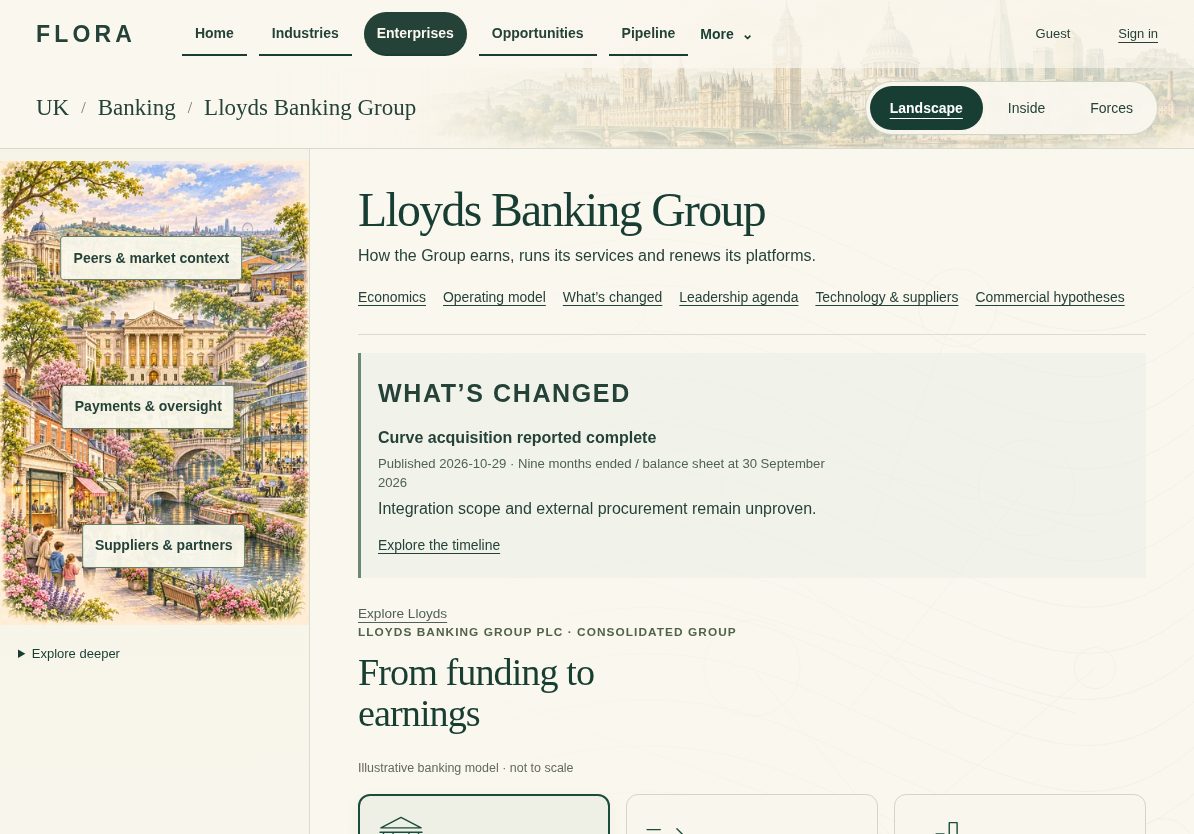 FLORA
Home
Industries
Enterprises
Opportunities
Pipeline
More
Guest
Sign in
UK / Banking / Lloyds Banking Group
Landscape
Inside
Forces
Peers & market context
Payments & oversight
Suppliers & partners
Explore deeper
Lloyds Banking Group
How the Group earns, runs its services and renews its platforms.
Economics
Operating model
What's changed
Leadership agenda
Technology & suppliers
Commercial hypotheses
WHAT’S CHANGED
Curve acquisition reported complete
Published 2026-10-29 · Nine months ended / balance sheet at 30 September
2026
Integration scope and external procurement remain unproven.
Explore the timeline
Explore Lloyds
LLOYDS BANKING GROUP PLC · CONSOLIDATED GROUP
From funding to
earnings
Illustrative banking model · not to scale